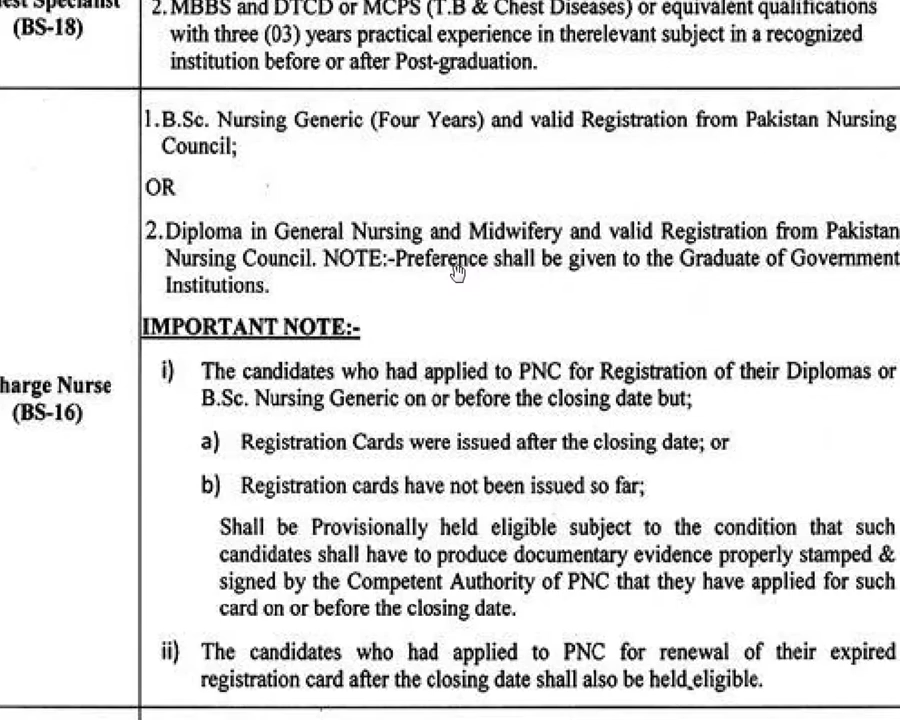 2. MBBS and DTCD or MCPS (T.B & Chest Diseases) or equivalent qualifications
with three (03) years practical experience in therelevant subject in a recognized
institution before or after Post-graduation.
Specialist
(BS-18)
1. B.Sc. Nursing Generic (Four Years) and valid Registration from Pakistan Nursing
Council;
OR
2. Diploma in General Nursing and Midwifery and valid Registration from Pakistan
Nursing Council. NOTE:-Preference shall be given to the Graduate of Government
Institutions.
IMPORTANT NOTE:-
i) The candidates who had applied to PNC for Registration of their Diplomas or
B.Sc. Nursing Generic on or before the closing date but;
a) Registration Cards were issued after the closing date; or
b) Registration cards have not been issued so far;
Shall be Provisionally held eligible subject to the condition that such
candidates shall have to produce documentary evidence properly stamped &
signed by the Competent Authority of PNC that they have applied for such
card on or before the closing date.
ii) The candidates who had applied to PNC for renewal of their expired
registration card after the closing date shall also be held eligible.
harge Nurse
(BS-16)